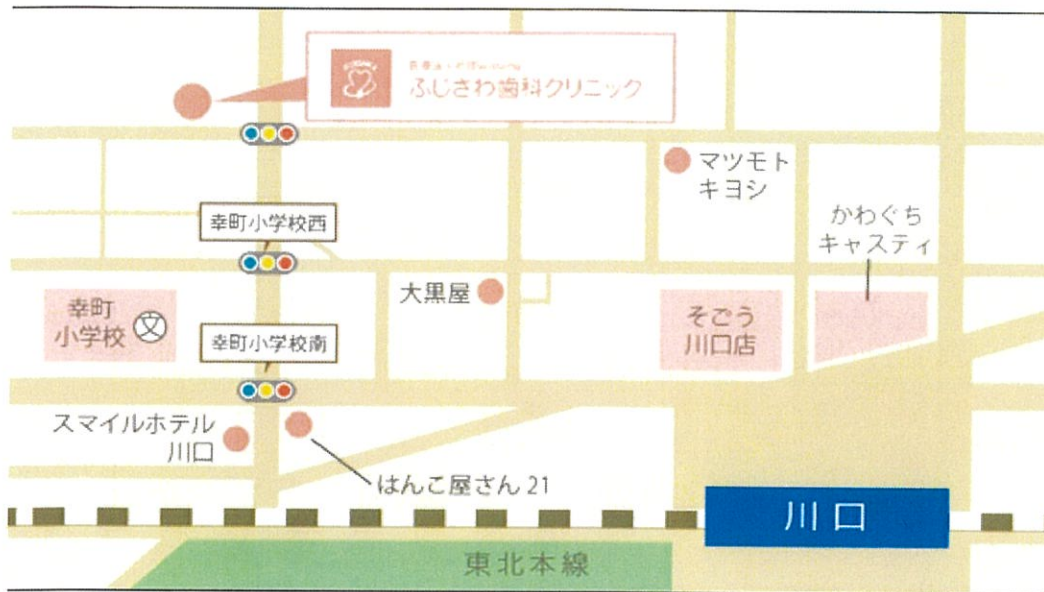 ふじさわ歯科クリニック
マツモト
キヨシ
かわぐち
キャスティ
幸町小学校西
大黒屋
幸町
小学校
文
そごう
川口店
幸町小学校南
スマイルホテル
川口
はんこ屋さん 21
川口
東北本線